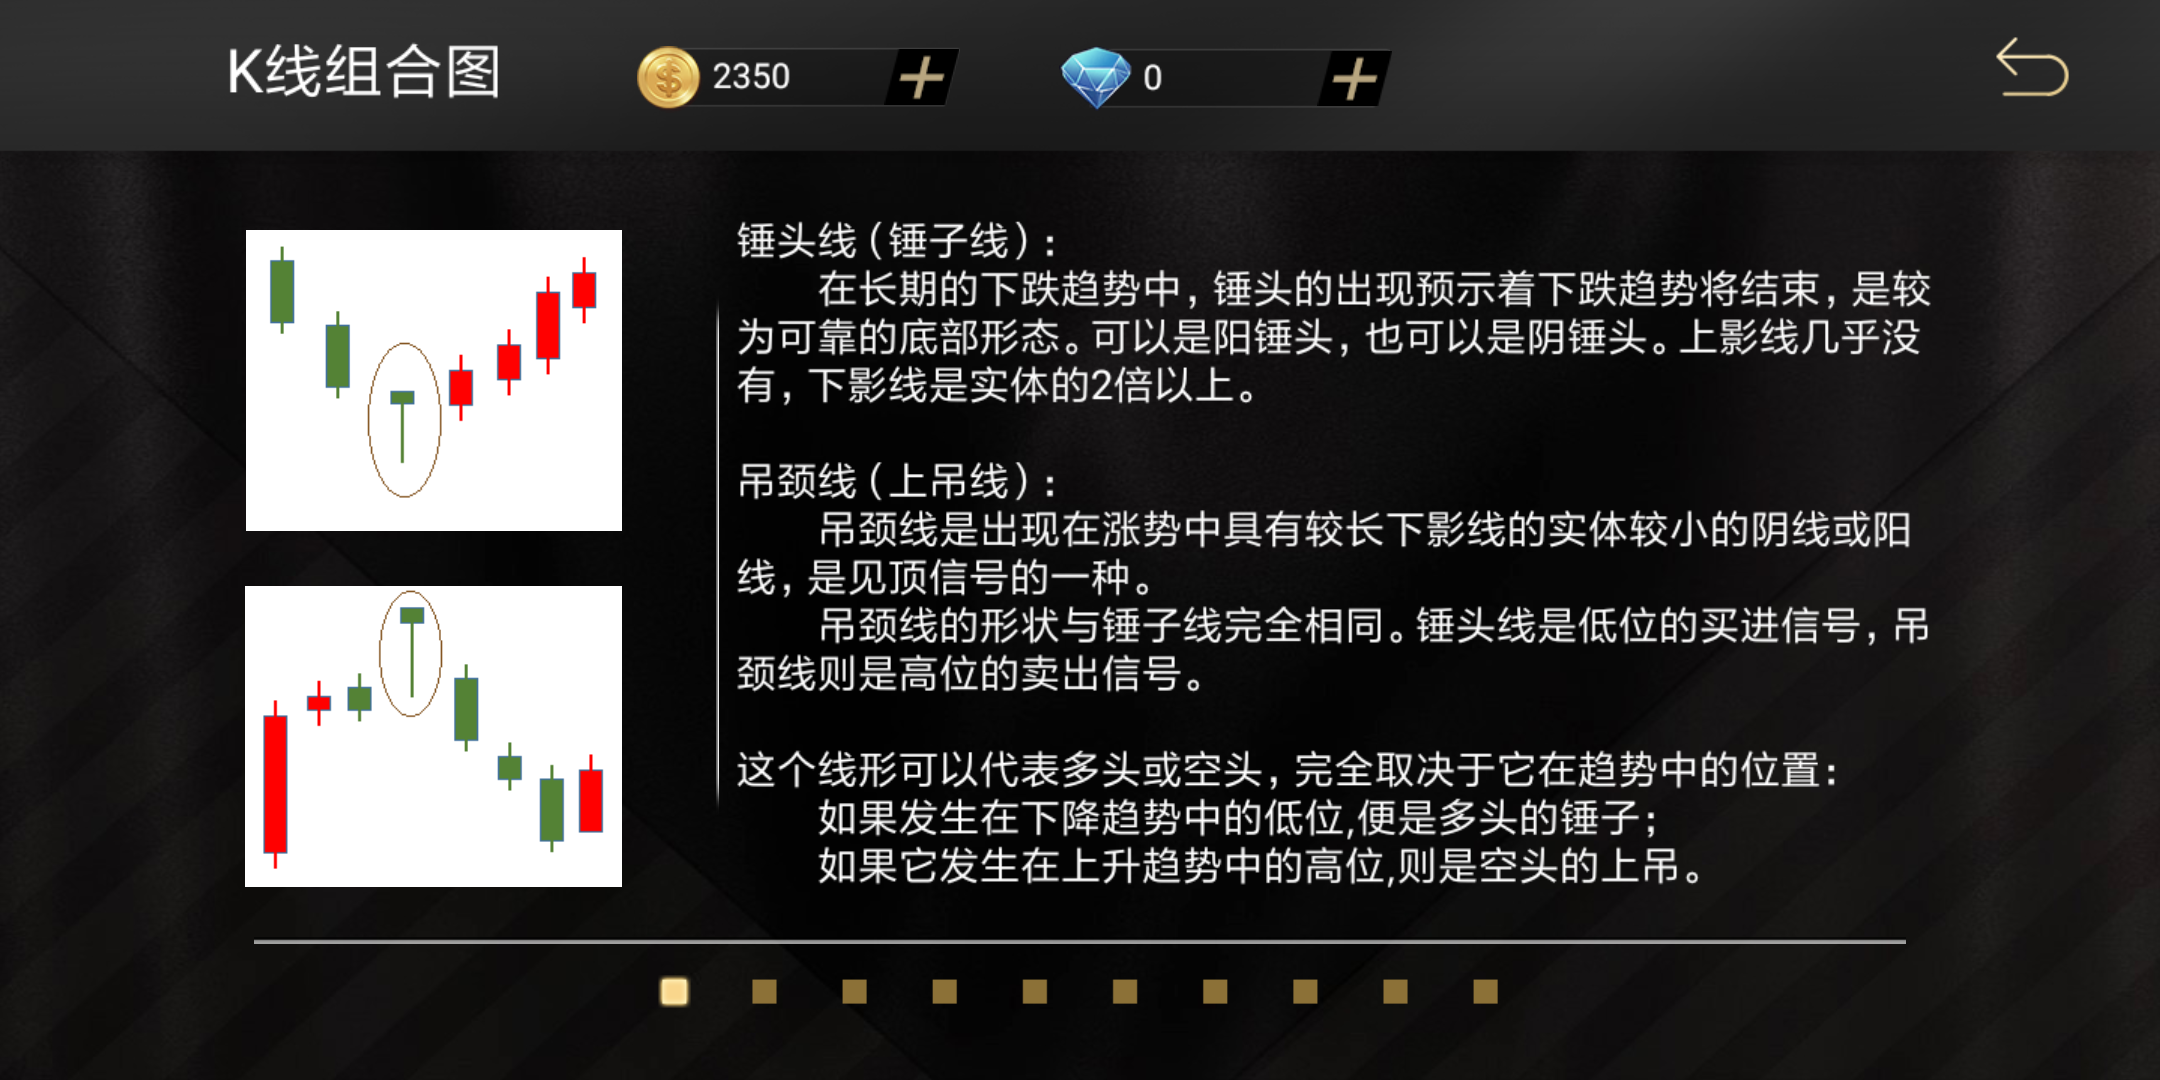 K线组合图
2350
0
锤头线（锤子线）：
在长期的下跌趋势中，锤头的出现预示着下跌趋势将结束，是较
为可靠的底部形态。可以是阳锤头，也可以是阴锤头。上影线几乎没
有，下影线是实体的2倍以上。
吊颈线（上吊线）：
吊颈线是出现在涨势中具有较长下影线的实体较小的阴线或阳
线，是见顶信号的一种。
吊颈线的形状与锤子线完全相同。锤头线是低位的买进信号，吊
颈线则是高位的卖出信号。
这个线形可以代表多头或空头，完全取决于它在趋势中的位置：
如果发生在下降趋势中的低位,便是多头的锤子；
如果它发生在上升趋势中的高位,则是空头的上吊。